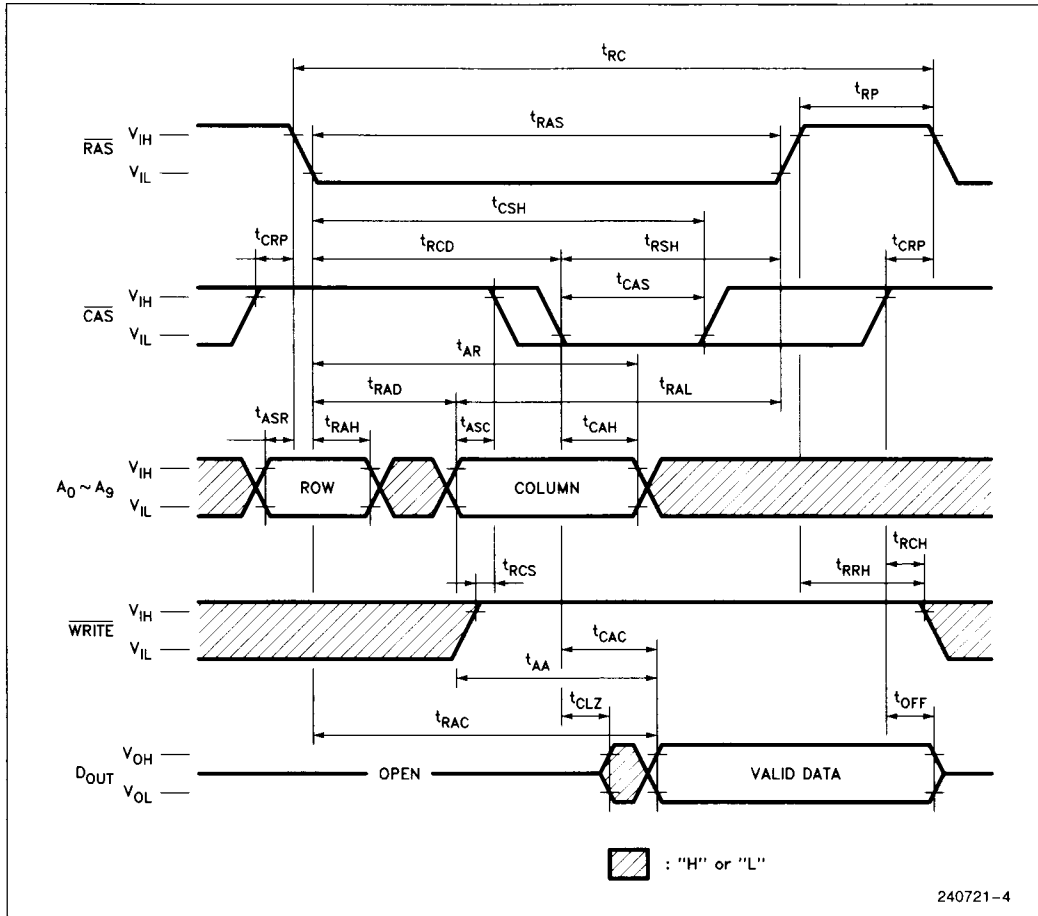 tRC
tRP
tRAS
RAS
VIH
VIL
tCSH
tCRP
tRCD
tRSH
tCRP
tCAS
CAS
VIH
VIL
tAR
tRAD
tRAL
tASR
tRAH
tASC
tCAH
A0 ~ A9
VIH
VIL
ROW
COLUMN
tRCH
tRRH
tRCS
WRITE
VIH
VIL
tCAC
tAA
tCLZ
tOFF
tRAC
DOUT
VOH
VOL
OPEN
VALID DATA
: "H" or "L"
240721-4